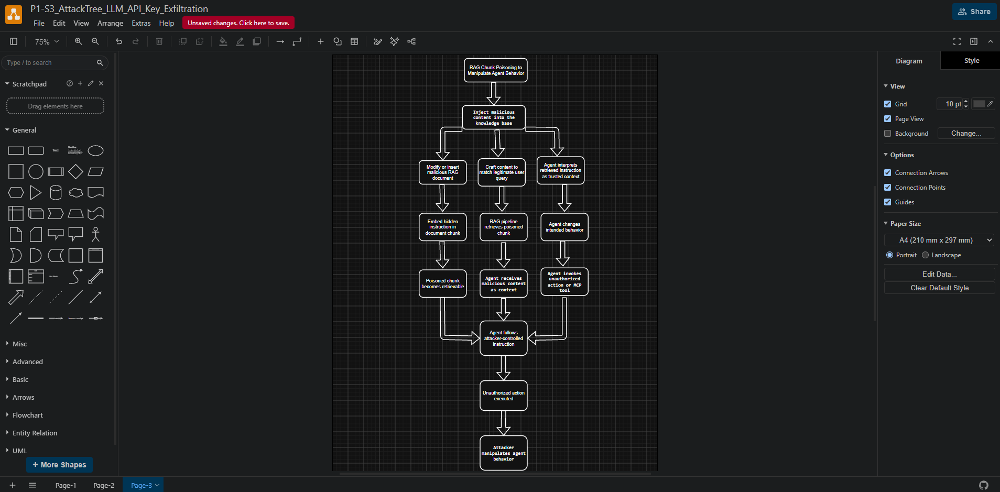 P1-S3_AttackTree_LLM_API_Key_Exfiltration
File Edit View Arrange Extras Help Unsaved changes. Click here to save.
Share
75%
Type / to search
Scratchpad
Drag elements here
General
Text
Heading
List Item
Misc
Advanced
Basic
Arrows
Flowchart
Entity Relation
UML
+ More Shapes
RAG Chunk Poisoning to
Manipulate Agent Behavior
Inject malicious
content into the
knowledge base
Modify or insert
malicious RAG
document
Craft content to
match legitimate user
query
Agent interprets
retrieved instruction
as trusted context
Embed hidden
instruction in
document chunk
RAG pipeline
retrieves poisoned
chunk
Agent changes
intended behavior
Poisoned chunk
becomes retrievable
Agent receives
malicious content
as context
Agent invokes
unauthorized
action or MCP
tool
Agent follows
attacker-controlled
instruction
Unauthorized action
executed
Attacker
manipulates agent
behavior
Diagram Style
View
Grid 10 pt
Page View
Background Change...
Options
Connection Arrows
Connection Points
Guides
Paper Size
A4 (210 mm x 297 mm)
Portrait Landscape
Edit Data...
Clear Default Style
Page-1 Page-2 Page-3